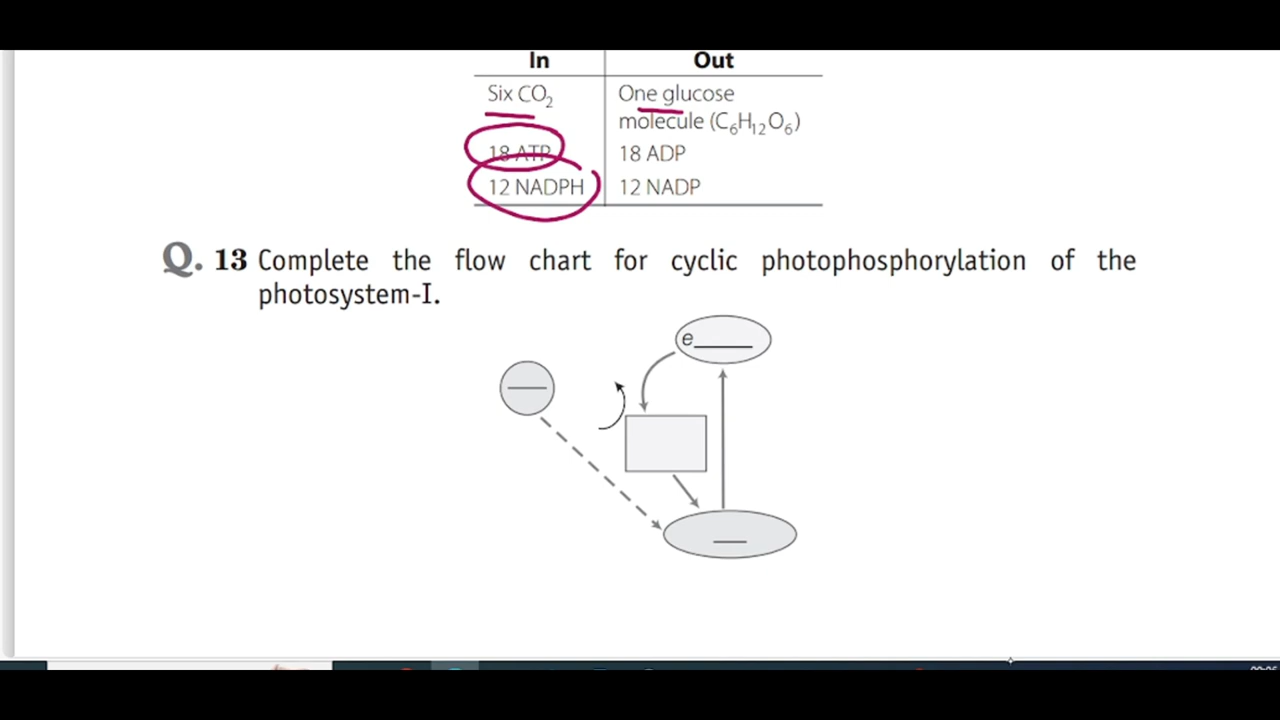 In Out
Six CO₂ One glucose
molecule (C₆H₁₂O₆)
18 ATP 18 ADP
12 NADPH 12 NADP
Q. 13 Complete the flow chart for cyclic photophosphorylation of the
photosystem-I.
e_____